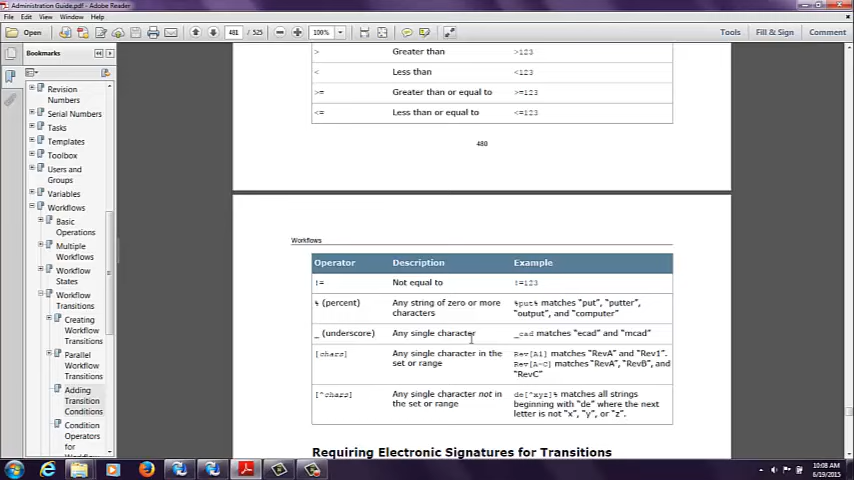 Administration Guide.pdf - Adobe Reader
File Edit View Window Help
Open 481 / 525 100% Tools Fill & Sign Comment
Bookmarks
Revision
Numbers
Serial Numbers
Tasks
Templates
Toolbox
Users and
Groups
Variables
Workflows
Basic
Operations
Multiple
Workflows
Workflow
States
Workflow
Transitions
Creating
Workflow
Transitions
Parallel
Workflow
Transitions
Adding
Transition
Conditions
Condition
Operators
for
> Greater than >123
< Less than <123
>= Greater than or equal to >=123
<= Less than or equal to <=123
480
Workflows
Operator Description Example
!= Not equal to !=123
% (percent) Any string of zero or more
characters
%put% matches "put", "putter",
"output", and "computer"
_ (underscore) Any single character _cad matches "ecad" and "mcad"
[chars] Any single character in the
set or range
Rev[A1] matches "RevA" and "Rev1".
Rev[A-C] matches "RevA", "RevB", and
"RevC"
[^chars] Any single character not in
the set or range
de[^xyz]% matches all strings
beginning with "de" where the next
letter is not "x", "y", or "z".
Requiring Electronic Signatures for Transitions
10:08 AM
6/19/2015